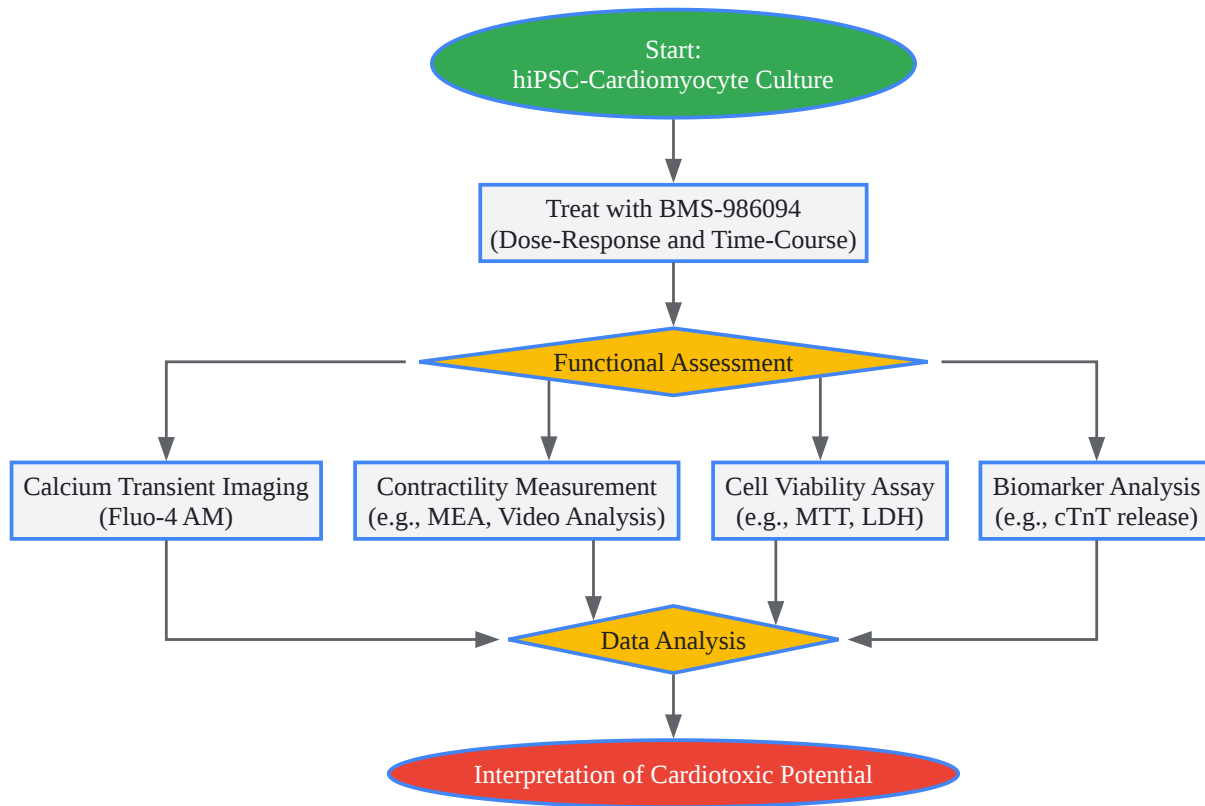 Start:
hiPSC-Cardiomyocyte Culture
Treat with BMS-986094
(Dose-Response and Time-Course)
Functional Assessment
Calcium Transient Imaging
(Fluo-4 AM)
Contractility Measurement
(e.g., MEA, Video Analysis)
Cell Viability Assay
(e.g., MTT, LDH)
Biomarker Analysis
(e.g., cTnT release)
Data Analysis
Interpretation of Cardiotoxic Potential